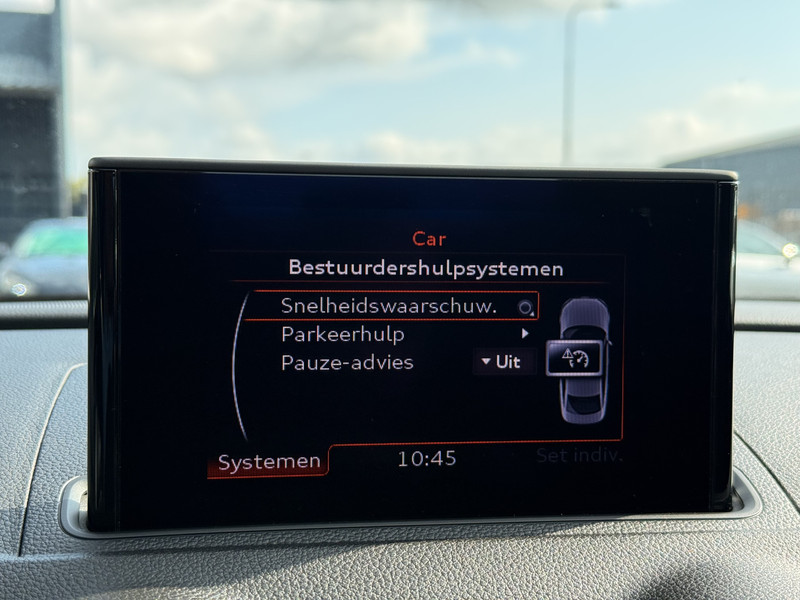 Car
Bestuurdershulpsystemen
Snelheidswaarschuw.
Parkeerhulp
Pauze-advies Uit
Systemen 10:45 Set indiv.